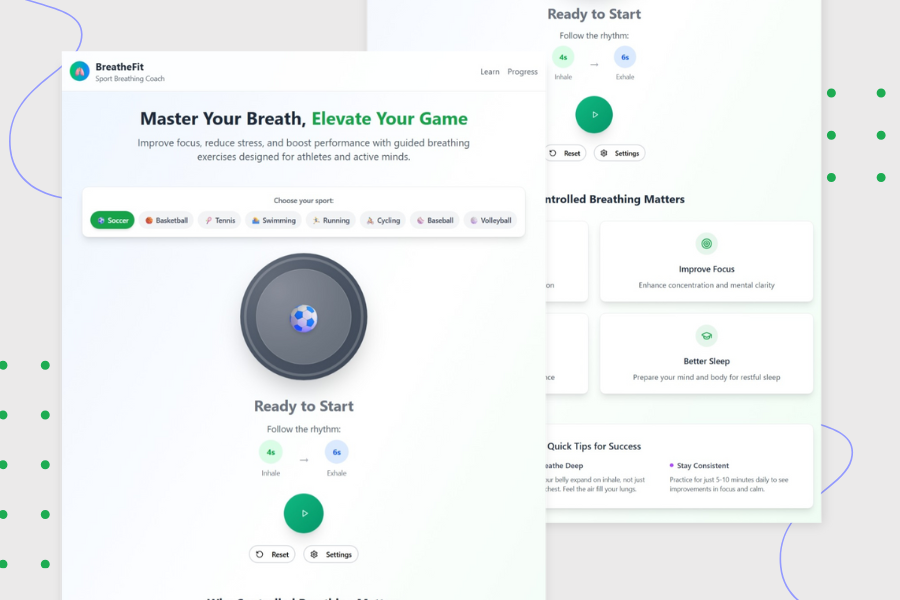 BreatheFit
Sport Breathing Coach
Learn Progress
Master Your Breath, Elevate Your Game
Improve focus, reduce stress, and boost performance with guided breathing
exercises designed for athletes and active minds.
Choose your sport:
Soccer Basketball Tennis Swimming Running Cycling Baseball Volleyball
Ready to Start
Follow the rhythm:
4s → 6s
Inhale Exhale
Reset Settings
Ready to Start
Follow the rhythm:
4s → 6s
Inhale Exhale
Reset Settings
Breathing Matters
Improve Focus
Enhance concentration and mental clarity
Better Sleep
Prepare your mind and body for restful sleep
Quick Tips for Success
Deep
belly expand on inhale, not just
chest. Feel the air fill your lungs.
Stay Consistent
Practice for just 5-10 minutes daily to see
improvements in focus and calm.